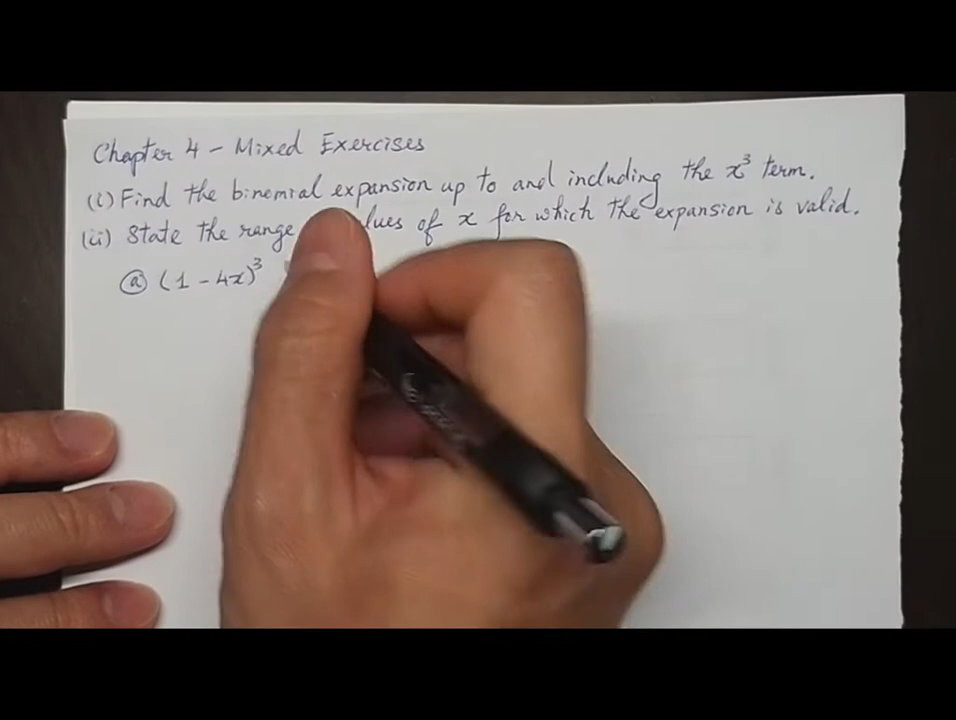 Chapter 4 - Mixed Exercises
(i) Find the binemial expansion up to and including the x³ term.
(ii) State the range lues of x for which the expansion is valid.
ⓐ (1 - 4x)³